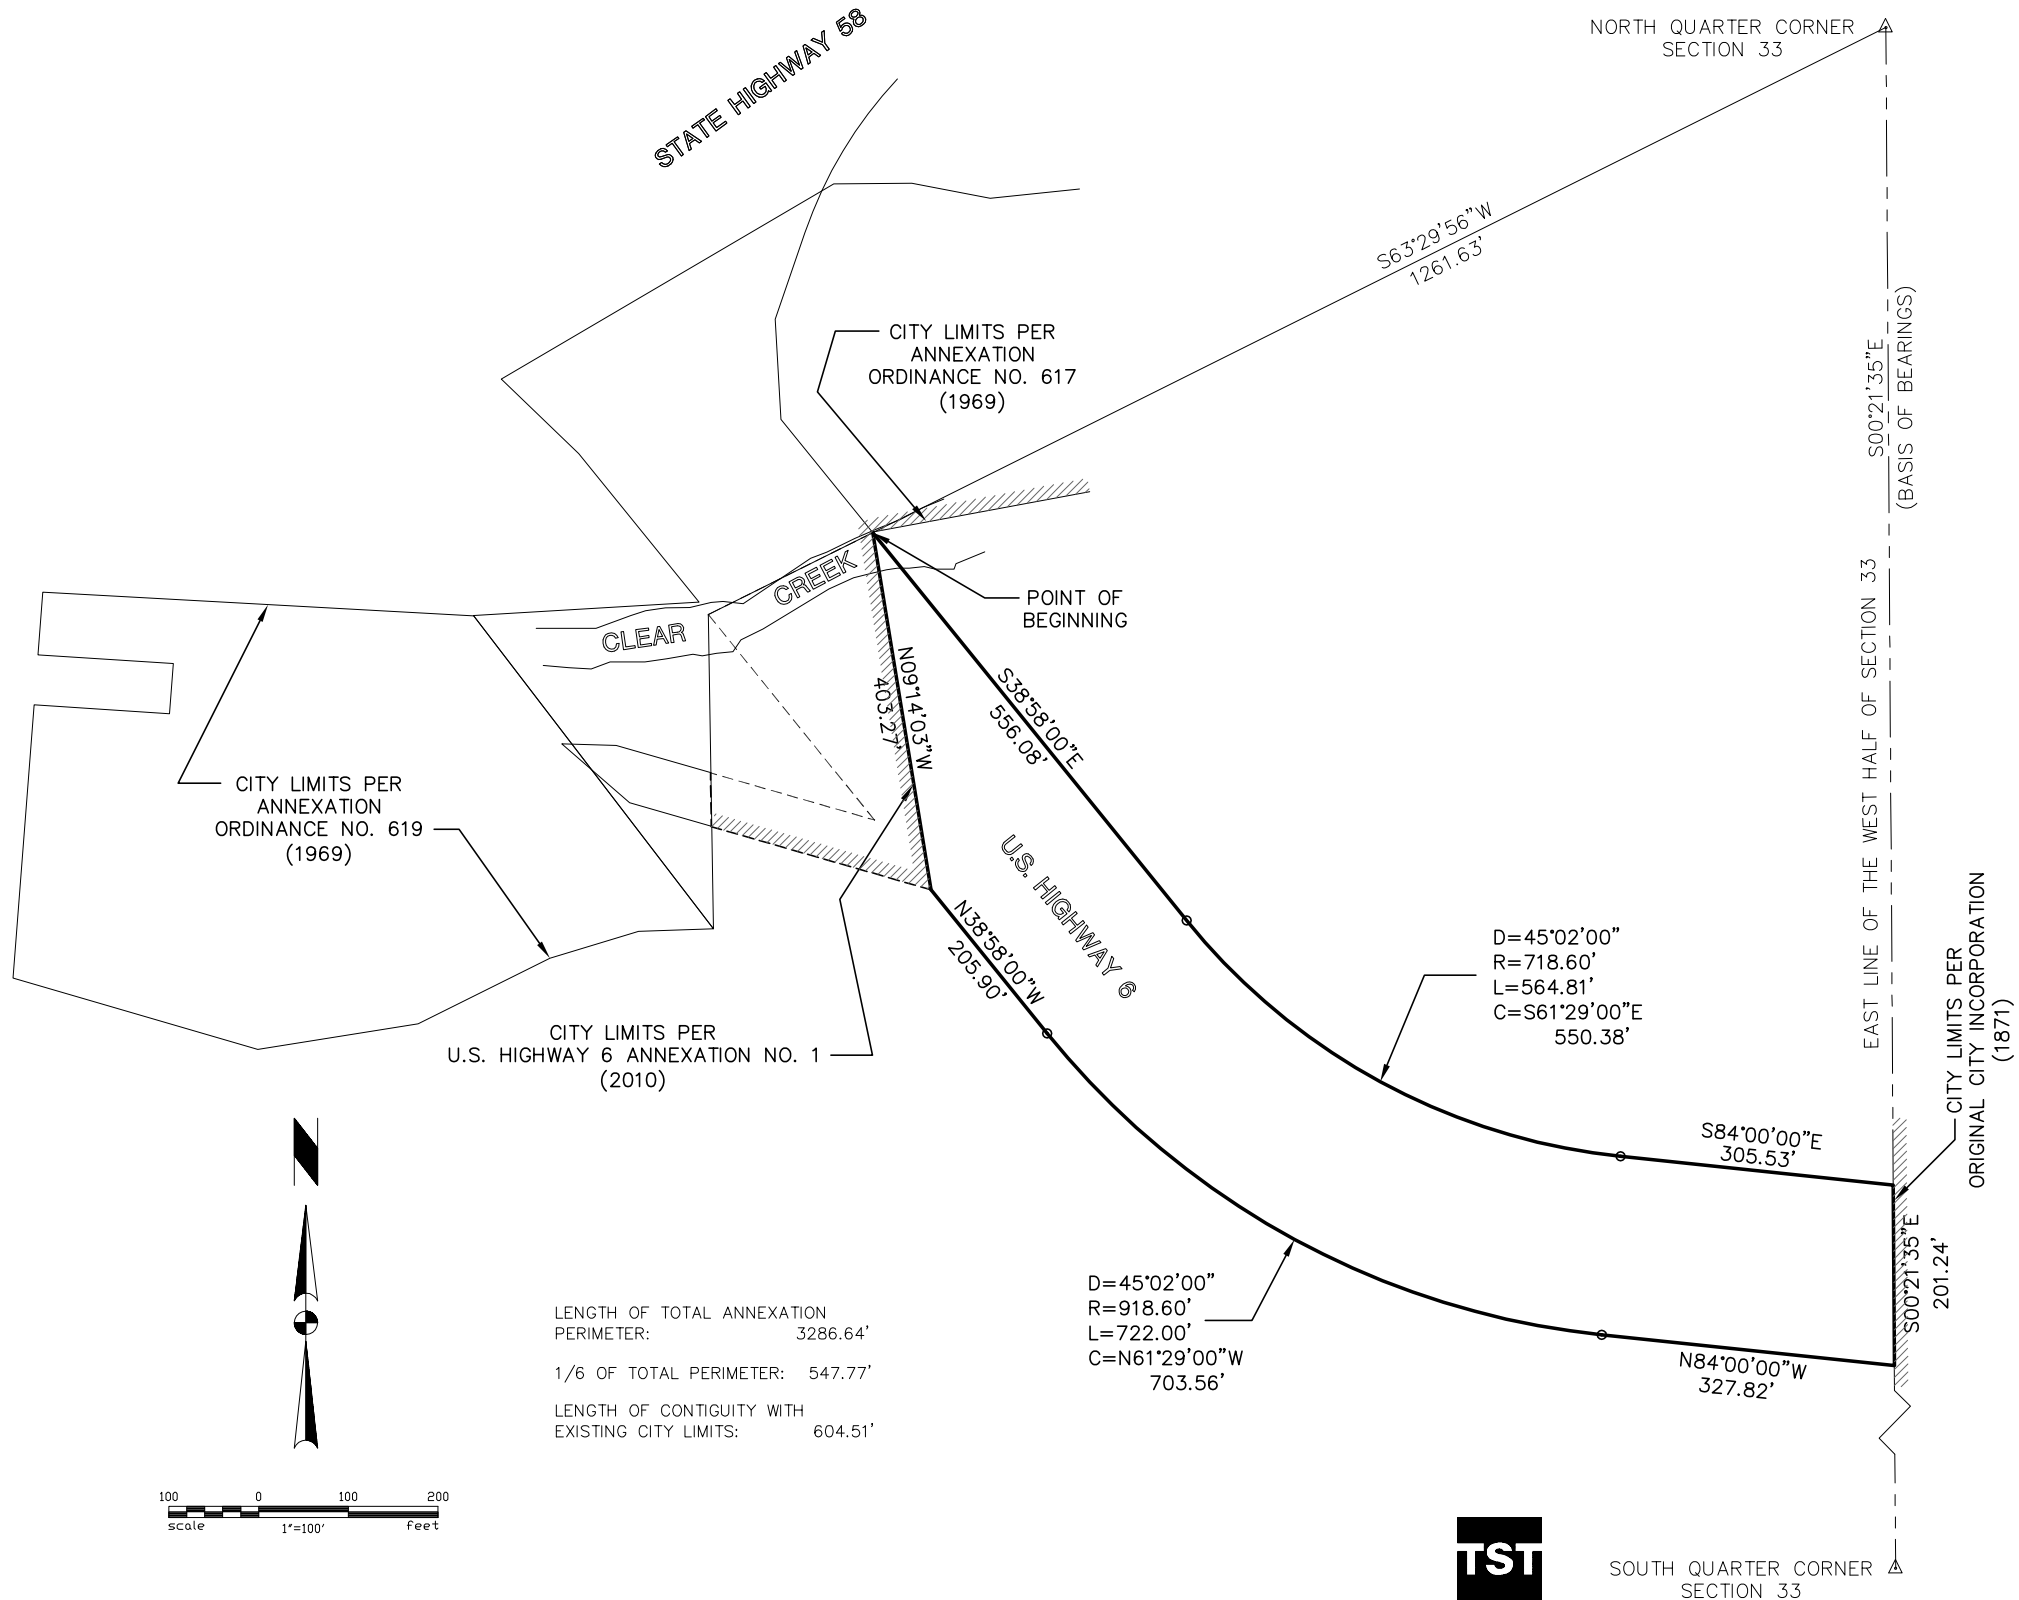 STATE HIGHWAY 58
NORTH QUARTER CORNER
SECTION 33
S63°29'56"W
1261.63'
S00°21'35"E
(BASIS OF BEARINGS)
CITY LIMITS PER
ANNEXATION
ORDINANCE NO. 617
(1969)
CLEAR
CREEK
POINT OF
BEGINNING
EAST LINE OF THE WEST HALF OF SECTION 33
N09°14'03"W
403.27'
S38°58'00"E
556.08'
CITY LIMITS PER
ANNEXATION
ORDINANCE NO. 619
(1969)
U.S. HIGHWAY 6
N38°58'00"W
205.90'
D=45°02'00"
R=718.60'
L=564.81'
C=S61°29'00"E
550.38'
CITY LIMITS PER
ORIGINAL CITY INCORPORATION
(1871)
CITY LIMITS PER
U.S. HIGHWAY 6 ANNEXATION NO. 1
(2010)
N
S84°00'00"E
305.53'
S00°21'35"E
201.24'
D=45°02'00"
R=918.60'
L=722.00'
C=N61°29'00"W
703.56'
N84°00'00"W
327.82'
LENGTH OF TOTAL ANNEXATION
PERIMETER: 3286.64'
1/6 OF TOTAL PERIMETER: 547.77'
LENGTH OF CONTIGUITY WITH
EXISTING CITY LIMITS: 604.51'
100 0 100 200
scale 1"=100' feet
TST
SOUTH QUARTER CORNER
SECTION 33